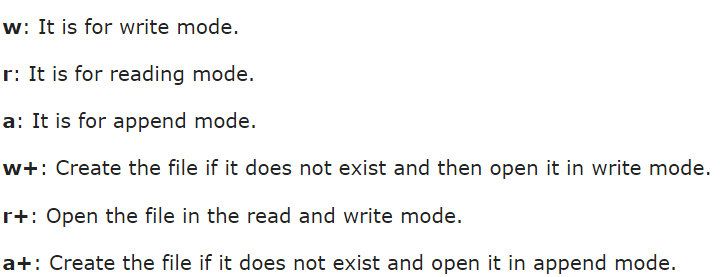 w: It is for write mode.
r: It is for reading mode.
a: It is for append mode.
w+: Create the file if it does not exist and then open it in write mode.
r+: Open the file in the read and write mode.
a+: Create the file if it does not exist and open it in append mode.